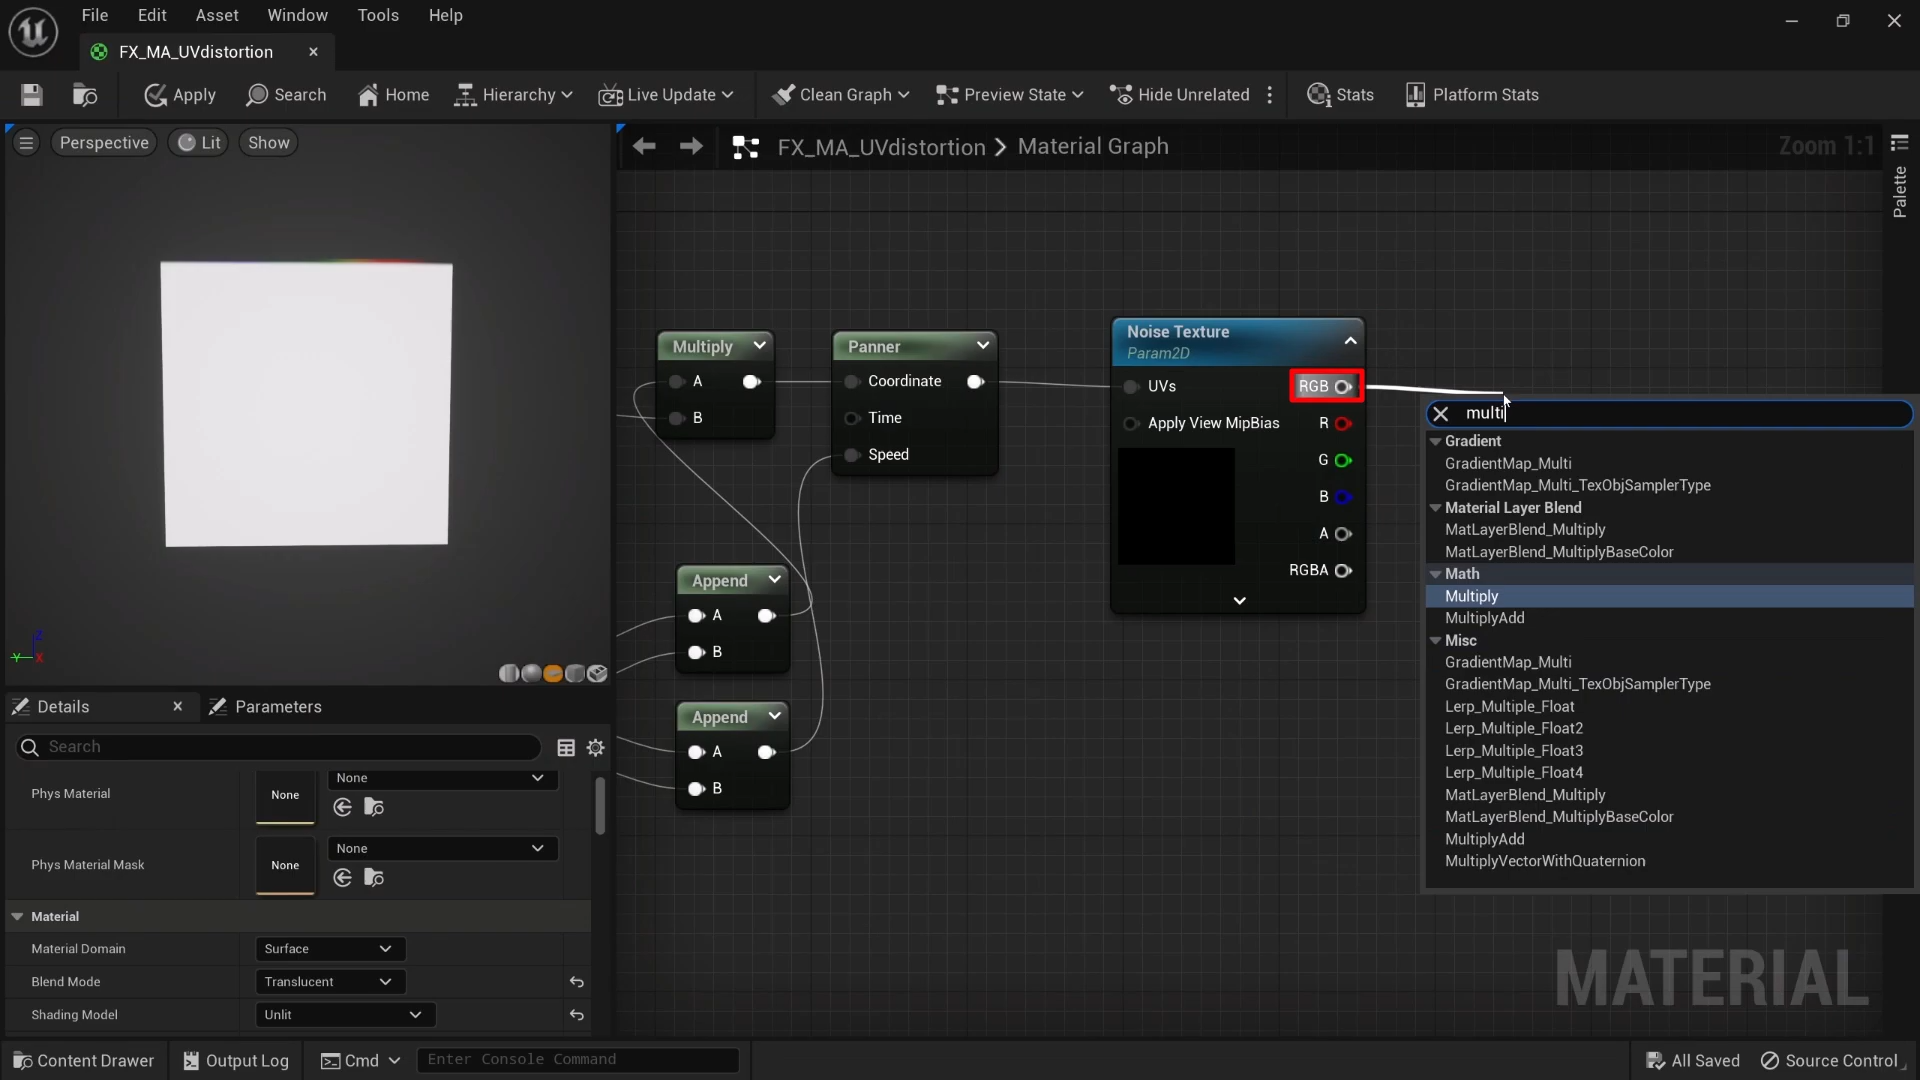 File Edit Asset Window Tools Help
FX_MA_UVdistortion
Apply Search Home Hierarchy Live Update Clean Graph Preview State Hide Unrelated Stats Platform Stats
Perspective Lit Show
FX_MA_UVdistortion > Material Graph
Zoom 1:1
Palette
Z
Y X
Multiply
A
B
Panner
Coordinate
Time
Speed
Noise Texture
Param2D
UVs RGB
Apply View MipBias R
G
B
A
RGBA
Append
A
B
Append
A
B
multi
Gradient
GradientMap_Multi
GradientMap_Multi_TexObjSamplerType
Material Layer Blend
MatLayerBlend_Multiply
MatLayerBlend_MultiplyBaseColor
Math
Multiply
MultiplyAdd
Misc
GradientMap_Multi
GradientMap_Multi_TexObjSamplerType
Lerp_Multiple_Float
Lerp_Multiple_Float2
Lerp_Multiple_Float3
Lerp_Multiple_Float4
MatLayerBlend_Multiply
MatLayerBlend_MultiplyBaseColor
MultiplyAdd
MultiplyVectorWithQuaternion
MATERIAL
Details Parameters
Search
Phys Material None None
Phys Material Mask None None
Material
Material Domain Surface
Blend Mode Translucent
Shading Model Unlit
Content Drawer Output Log Cmd Enter Console Command All Saved Source Control